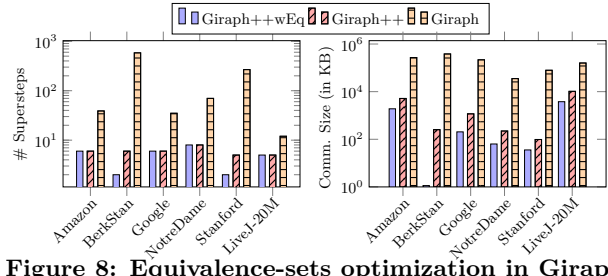 Giraph++wEq Giraph++ Giraph
# Supersteps
10³
10²
10¹
Amazon
BerkStan
Google
NotreDame
Stanford
LiveJ-20M
Comm. Size (in KB)
10⁶
10⁴
10²
10⁰
Amazon
BerkStan
Google
NotreDame
Stanford
LiveJ-20M
Figure 8: Equivalence-sets optimization in Girap